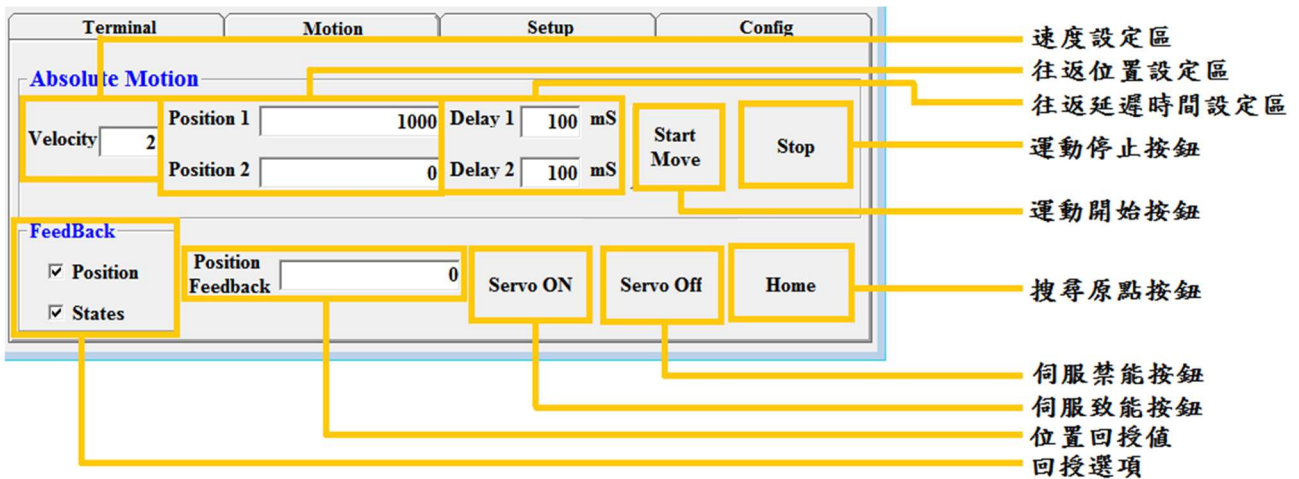 Terminal Motion Setup Config
Absolute Motion
Velocity 2
Position 1 1000
Position 2 0
Delay 1 100 mS
Delay 2 100 mS
Start
Move
Stop
FeedBack
Position
States
Position
Feedback 0
Servo ON
Servo Off
Home
速度設定區
往返位置設定區
往返延遲時間設定區
運動停止按鈕
運動開始按鈕
搜尋原點按鈕
伺服禁能按鈕
伺服致能按鈕
位置回授值
回授選項